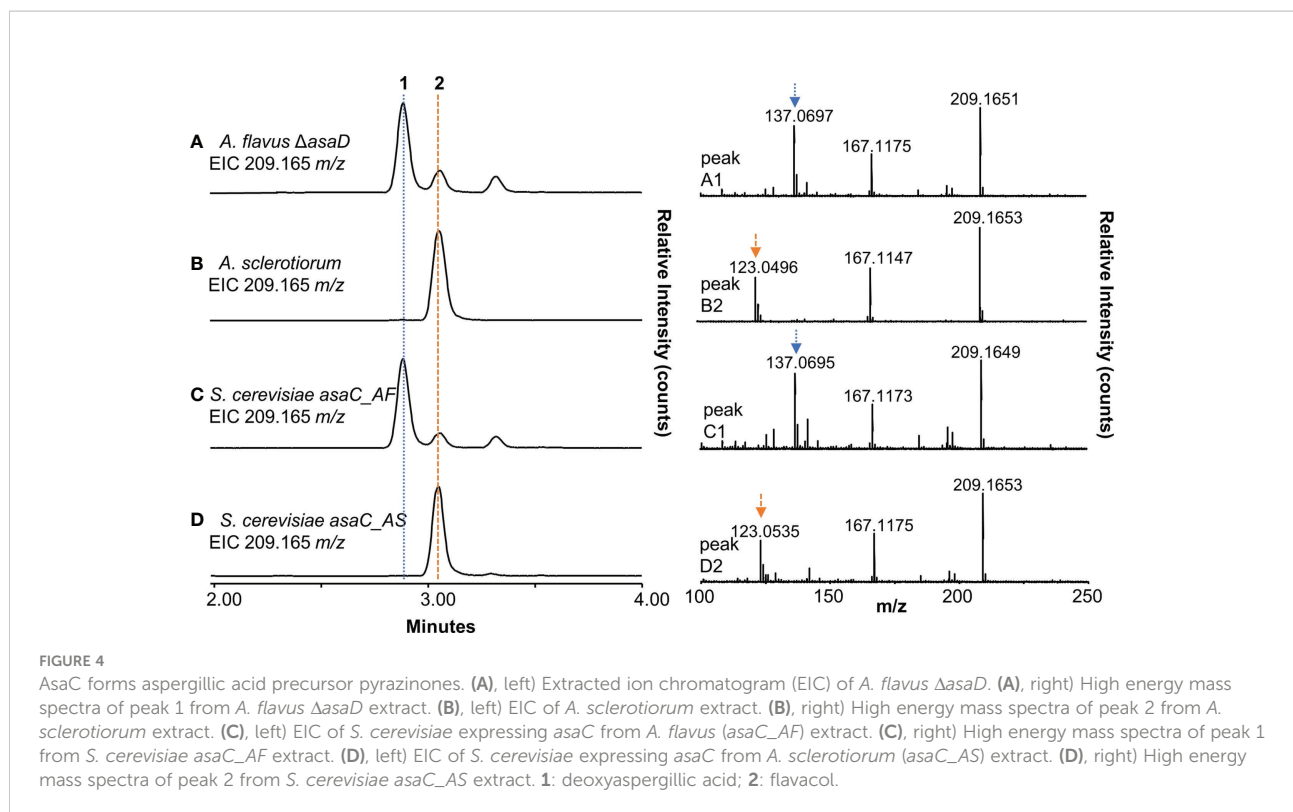 1 2
A A. flavus ΔasaD
EIC 209.165 m/z
B A. sclerotiorum
EIC 209.165 m/z
C S. cerevisiae asaC_AF
EIC 209.165 m/z
D S. cerevisiae asaC_AS
EIC 209.165 m/z
2.00 3.00 4.00
Minutes
Relative Intensity (counts)
peak
A1
137.0697
167.1175
209.1651
peak
B2
123.0496
167.1147
209.1653
peak
C1
137.0695
167.1173
209.1649
peak
D2
123.0535
167.1175
209.1653
100 150 200 250
m/z
Relative Intensity (counts)
FIGURE 4
AsaC forms aspergillic acid precursor pyrazinones. (A), left) Extracted ion chromatogram (EIC) of A. flavus ΔasaD. (A), right) High energy mass
spectra of peak 1 from A. flavus ΔasaD extract. (B), left) EIC of A. sclerotiorum extract. (B), right) High energy mass spectra of peak 2 from A.
sclerotiorum extract. (C), left) EIC of S. cerevisiae expressing asaC from A. flavus (asaC_AF) extract. (C), right) High energy mass spectra of peak 1
from S. cerevisiae asaC_AF extract. (D), left) EIC of S. cerevisiae expressing asaC from A. sclerotiorum (asaC_AS) extract. (D), right) High energy
mass spectra of peak 2 from S. cerevisiae asaC_AS extract. 1: deoxyaspergillic acid; 2: flavacol.